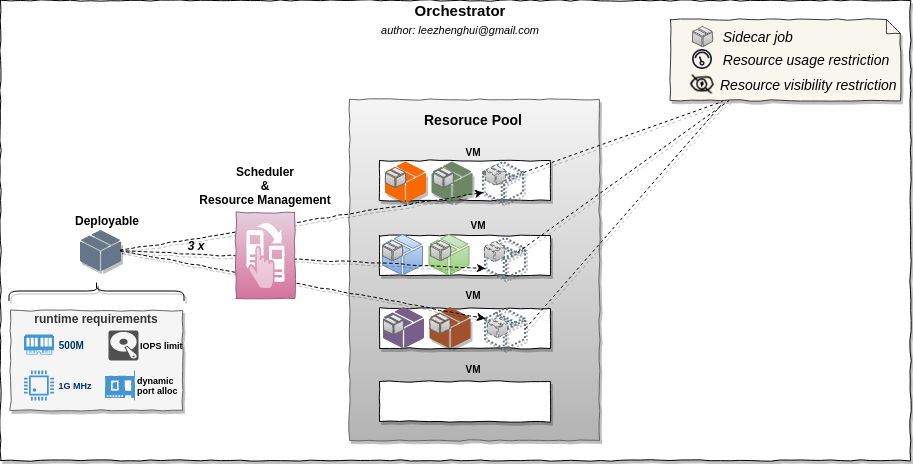 Orchestrator
author: leezhenghui@gmail.com
Sidecar job
Resource usage restriction
Resource visibility restriction
Resoruce Pool
VM
Scheduler
&
Resource Management
Deployable
3 x
VM
VM
VM
runtime requirements
500M
IOPS limit
1G MHz
dynamic
port alloc